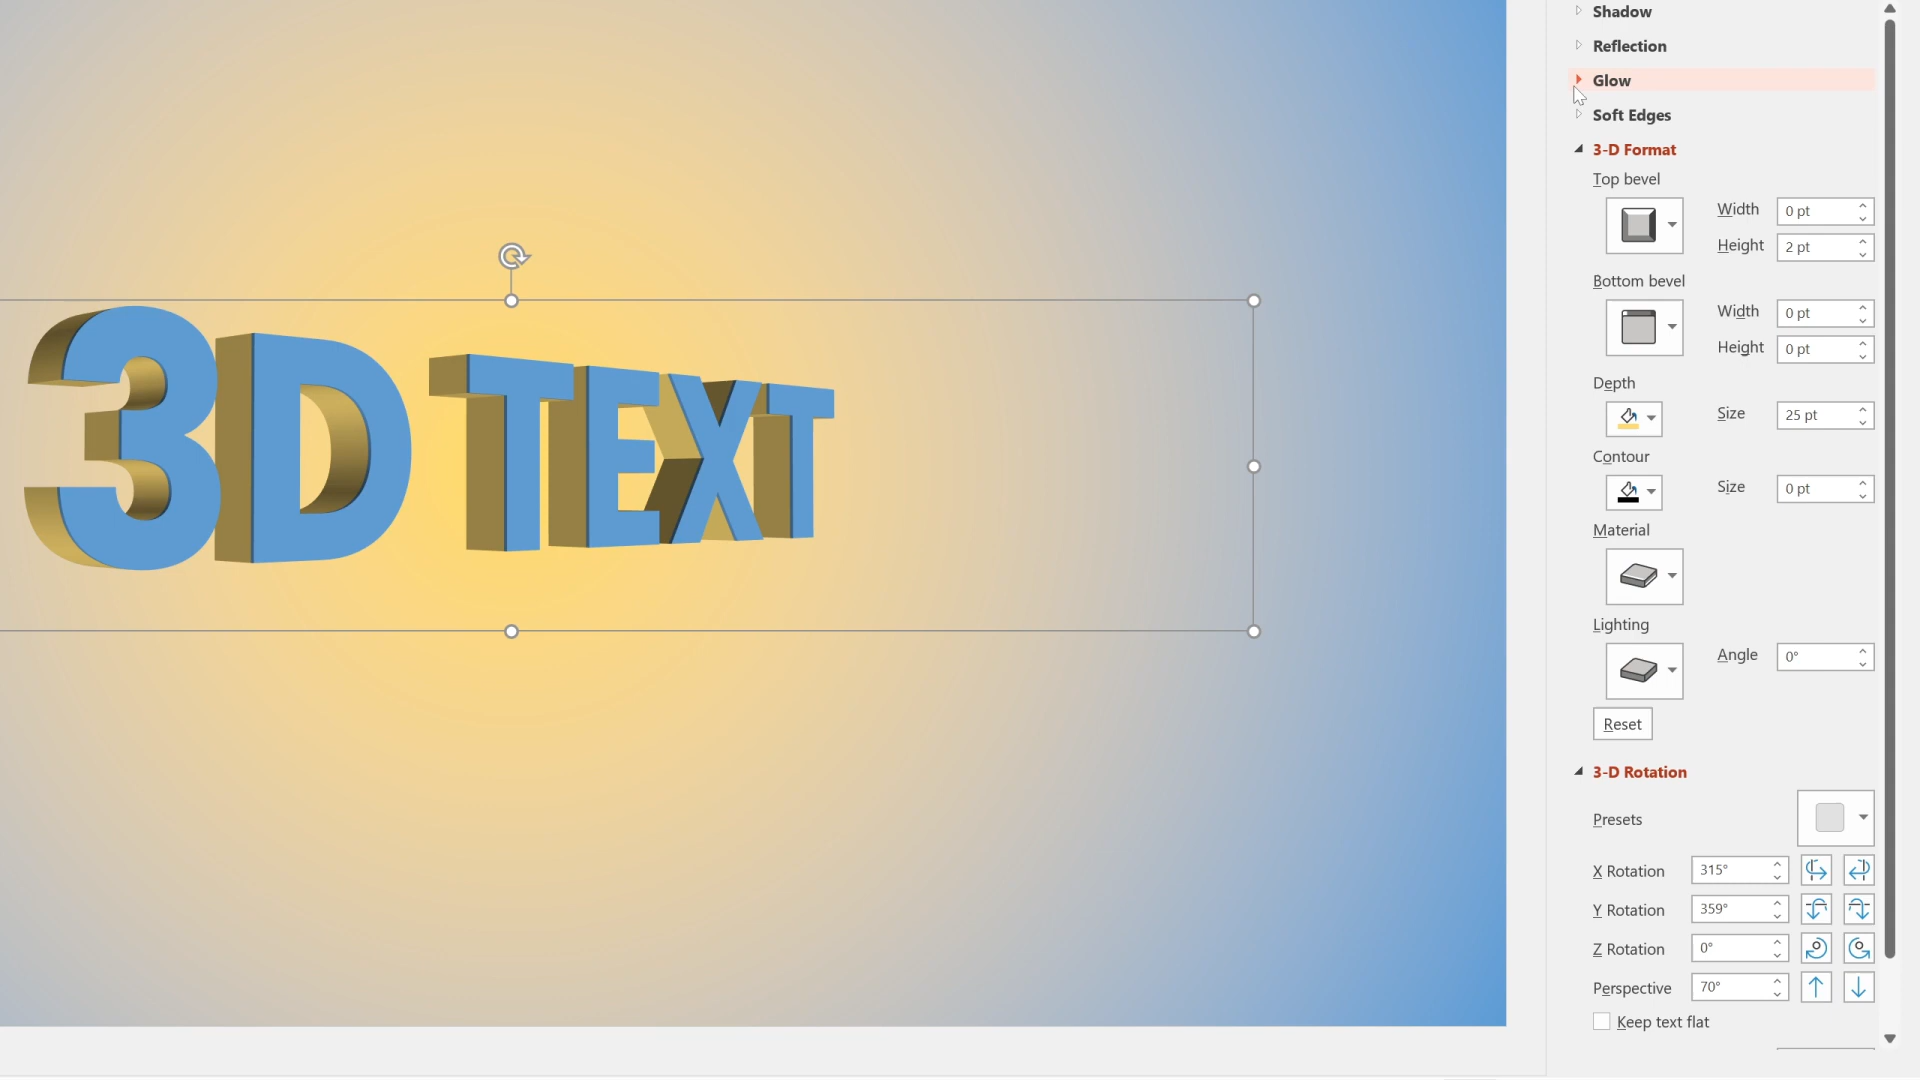 Shadow
Reflection
Glow
Soft Edges
3-D Format
Top bevel
Width 0 pt
Height 2 pt
Bottom bevel
Width 0 pt
Height 0 pt
Depth
Size 25 pt
Contour
Size 0 pt
Material
Lighting
Angle 0°
Reset
3-D Rotation
Presets
X Rotation 315°
Y Rotation 359°
Z Rotation 0°
Perspective 70°
Keep text flat
3D TEXT